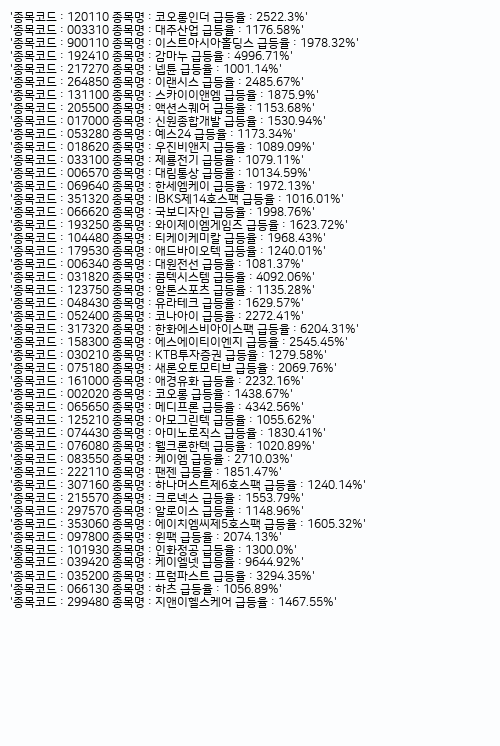 '종목코드 : 120110 종목명 : 코오롱인더 급등율 : 2522.3%'
'종목코드 : 003310 종목명 : 대주산업 급등율 : 1176.58%'
'종목코드 : 900110 종목명 : 이스트아시아홀딩스 급등율 : 1978.32%'
'종목코드 : 192410 종목명 : 감마누 급등율 : 4996.71%'
'종목코드 : 217270 종목명 : 넵튠 급등율 : 1001.14%'
'종목코드 : 264850 종목명 : 이랜시스 급등율 : 2485.67%'
'종목코드 : 131100 종목명 : 스카이이앤엠 급등율 : 1875.9%'
'종목코드 : 205500 종목명 : 액션스퀘어 급등율 : 1153.68%'
'종목코드 : 017000 종목명 : 신원종합개발 급등율 : 1530.94%'
'종목코드 : 053280 종목명 : 예스24 급등율 : 1173.34%'
'종목코드 : 018620 종목명 : 우진비앤지 급등율 : 1089.09%'
'종목코드 : 033100 종목명 : 제룡전기 급등율 : 1079.11%'
'종목코드 : 006570 종목명 : 대림통상 급등율 : 10134.59%'
'종목코드 : 069640 종목명 : 한세엠케이 급등율 : 1972.13%'
'종목코드 : 351320 종목명 : IBKS제14호스팩 급등율 : 1016.01%'
'종목코드 : 066620 종목명 : 국보디자인 급등율 : 1998.76%'
'종목코드 : 193250 종목명 : 와이제이엠게임즈 급등율 : 1623.72%'
'종목코드 : 104480 종목명 : 티케이케미칼 급등율 : 1968.43%'
'종목코드 : 179530 종목명 : 애드바이오텍 급등율 : 1240.01%'
'종목코드 : 006340 종목명 : 대원전선 급등율 : 1081.37%'
'종목코드 : 031820 종목명 : 콤텍시스템 급등율 : 4092.06%'
'종목코드 : 123750 종목명 : 알톤스포츠 급등율 : 1135.28%'
'종목코드 : 048430 종목명 : 유라테크 급등율 : 1629.57%'
'종목코드 : 052400 종목명 : 코나아이 급등율 : 2272.41%'
'종목코드 : 317320 종목명 : 한화에스비아이스팩 급등율 : 6204.31%'
'종목코드 : 158300 종목명 : 에스에이티이엔지 급등율 : 2545.45%'
'종목코드 : 030210 종목명 : KTB투자증권 급등율 : 1279.58%'
'종목코드 : 075180 종목명 : 새론오토모티브 급등율 : 2069.76%'
'종목코드 : 161000 종목명 : 애경유화 급등율 : 2232.16%'
'종목코드 : 002020 종목명 : 코오롱 급등율 : 1438.67%'
'종목코드 : 065650 종목명 : 메디프론 급등율 : 4342.56%'
'종목코드 : 125210 종목명 : 아모그린텍 급등율 : 1055.62%'
'종목코드 : 074430 종목명 : 아미노로직스 급등율 : 1830.41%'
'종목코드 : 076080 종목명 : 웰크론한텍 급등율 : 1020.89%'
'종목코드 : 083550 종목명 : 케이엠 급등율 : 2710.03%'
'종목코드 : 222110 종목명 : 팬젠 급등율 : 1851.47%'
'종목코드 : 307160 종목명 : 하나머스트제6호스팩 급등율 : 1240.14%'
'종목코드 : 215570 종목명 : 크로넥스 급등율 : 1553.79%'
'종목코드 : 297570 종목명 : 알로이스 급등율 : 1148.96%'
'종목코드 : 353060 종목명 : 에이치엠씨제5호스팩 급등율 : 1605.32%'
'종목코드 : 097800 종목명 : 윈팩 급등율 : 2074.13%'
'종목코드 : 101930 종목명 : 인화정공 급등율 : 1300.0%'
'종목코드 : 039420 종목명 : 케이엘넷 급등율 : 9644.92%'
'종목코드 : 035200 종목명 : 프럼파스트 급등율 : 3294.35%'
'종목코드 : 066130 종목명 : 하츠 급등율 : 1056.89%'
'종목코드 : 299480 종목명 : 지앤이헬스케어 급등율 : 1467.55%'